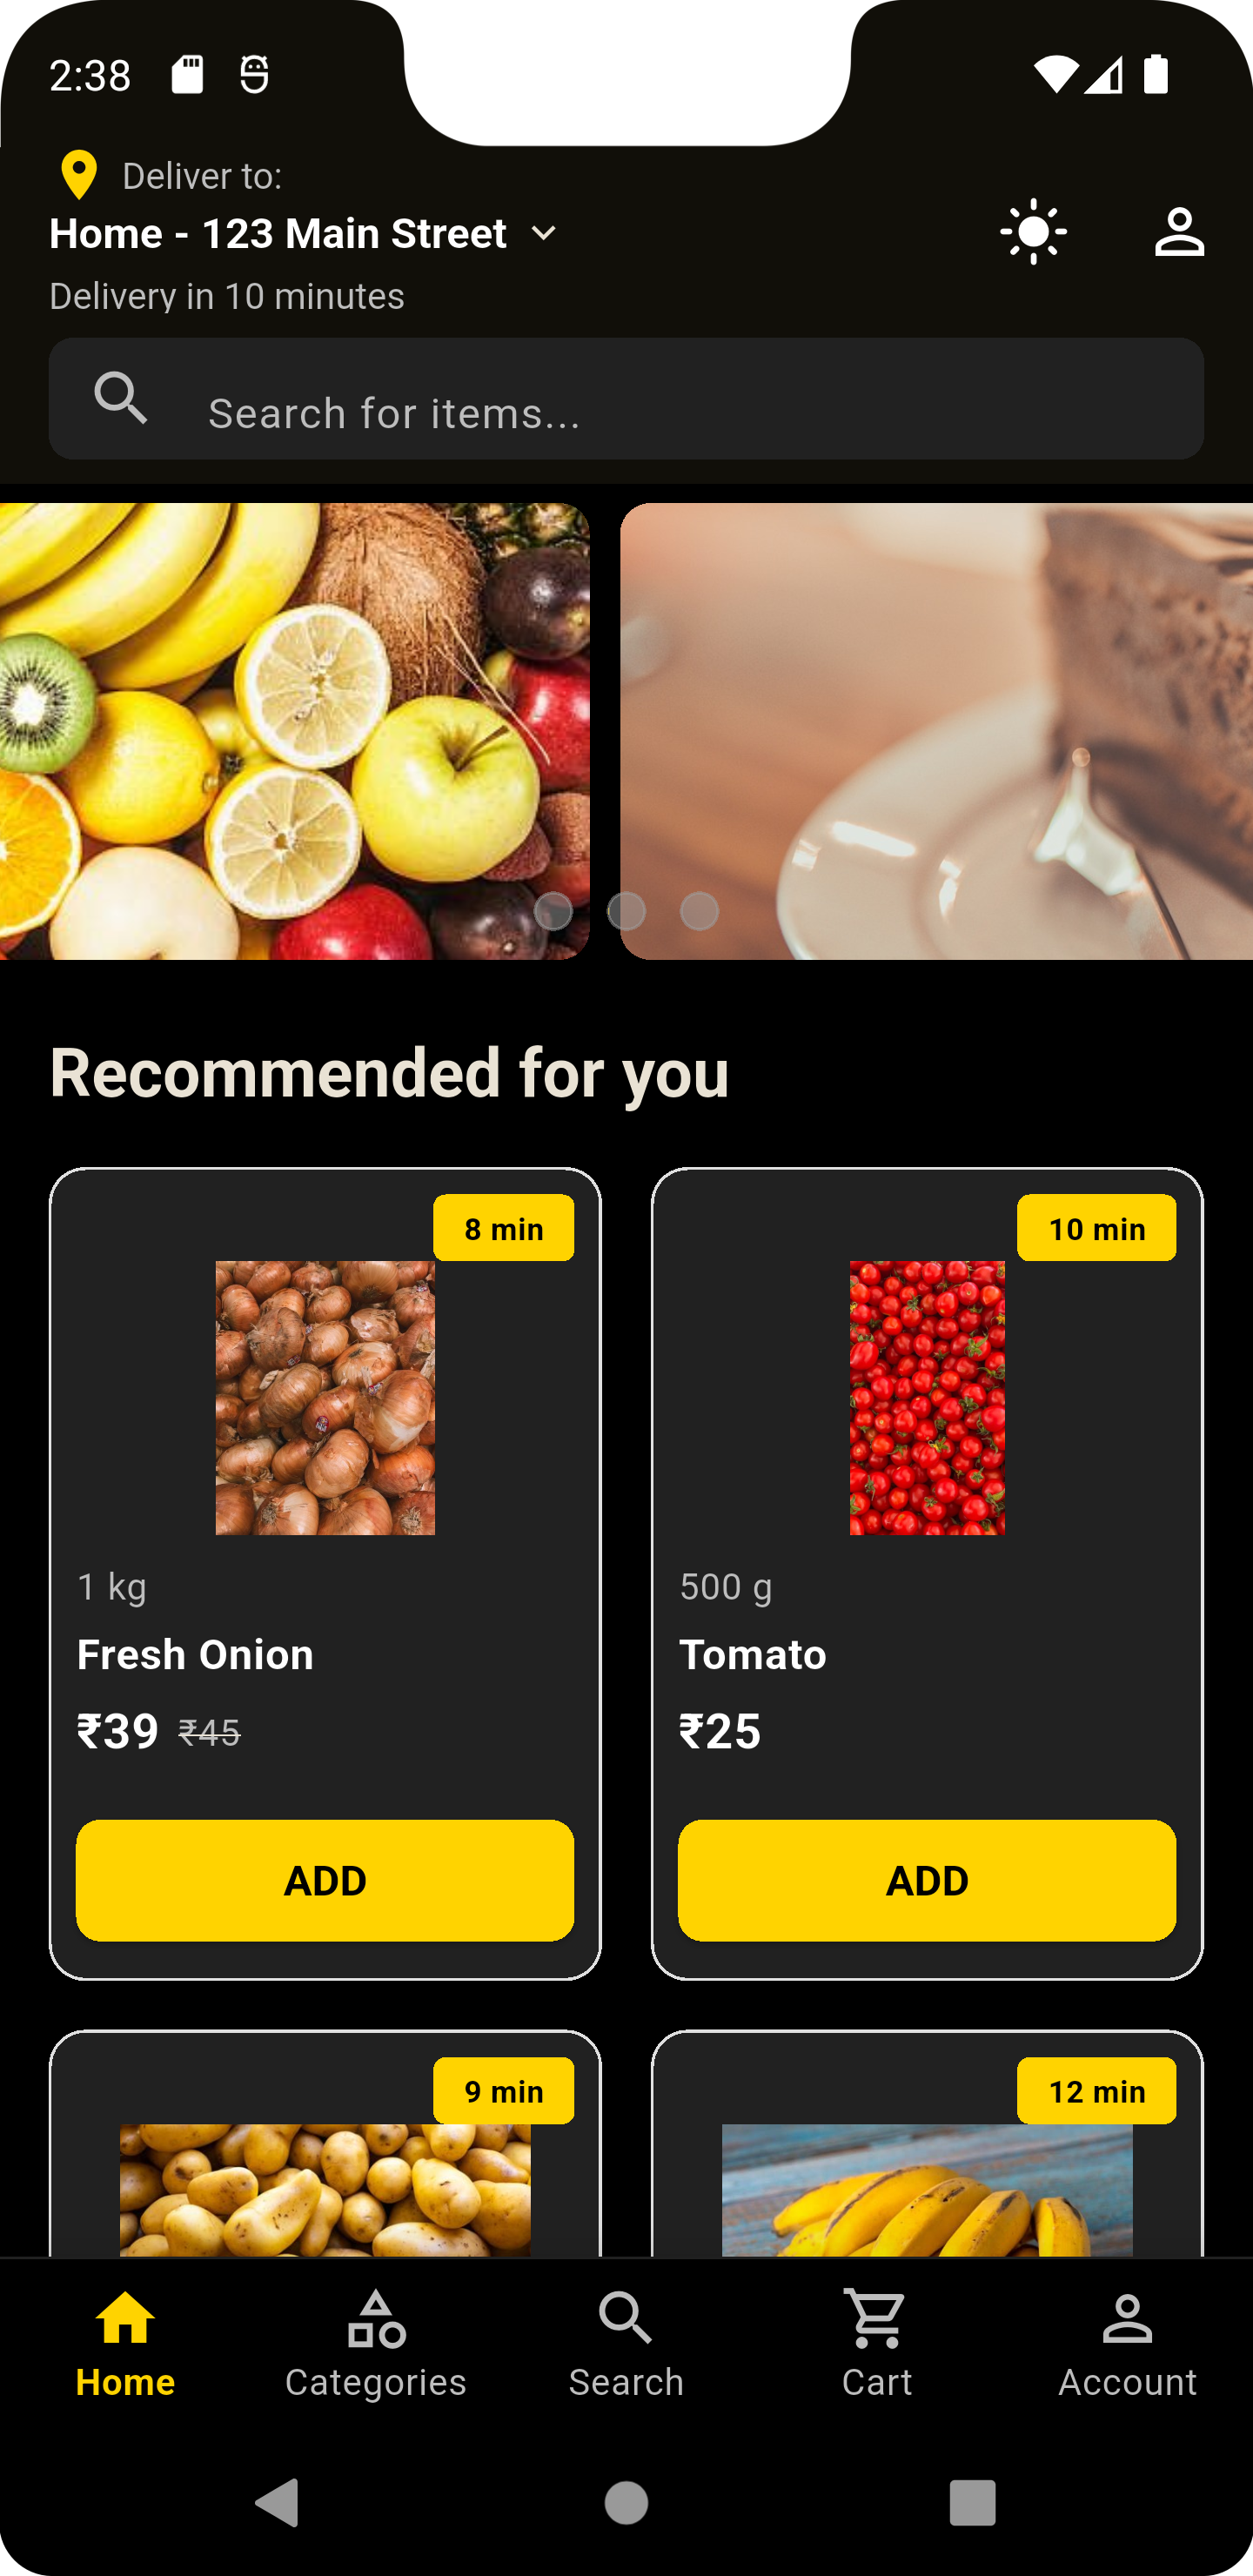 2:38
Deliver to:
Home - 123 Main Street
Delivery in 10 minutes
Search for items...
Recommended for you
8 min
10 min
1 kg
500 g
Fresh Onion
Tomato
₹39 ₹45
₹25
ADD
ADD
9 min
12 min
Home
Categories
Search
Cart
Account